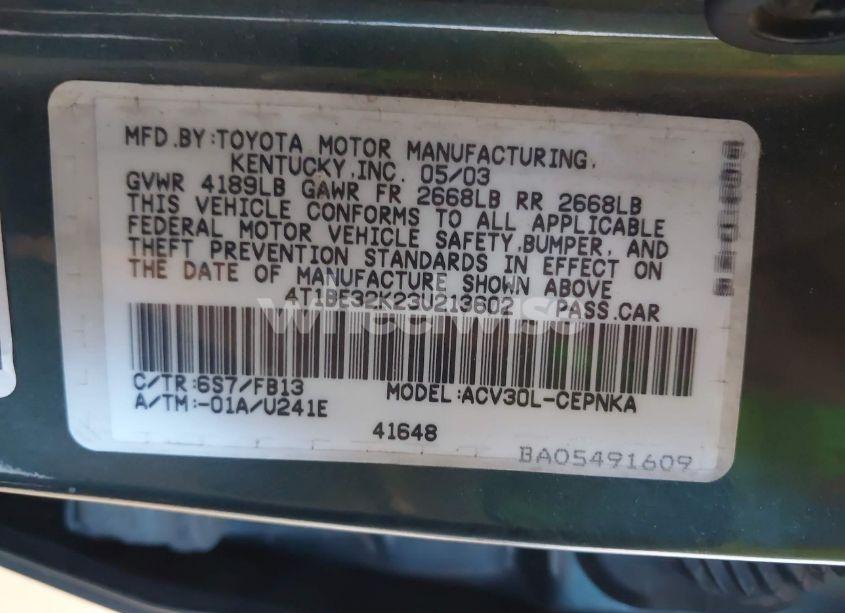 MFD.BY:TOYOTA MOTOR MANUFACTURING,
KENTUCKY,INC. 05/03
GVWR 4189LB GAWR FR 2668LB RR 2668LB
THIS VEHICLE CONFORMS TO ALL APPLICABLE
FEDERAL MOTOR VEHICLE SAFETY,BUMPER, AND
THEFT PREVENTION STANDARDS IN EFFECT ON
THE DATE OF MANUFACTURE SHOWN ABOVE
4T1BE32K23U213602 PASS.CAR
wheelwise
C/TR:6S7/FB13 MODEL:ACV30L-CEPNKA
A/TM:-01A/U241E
41648
BA05491609